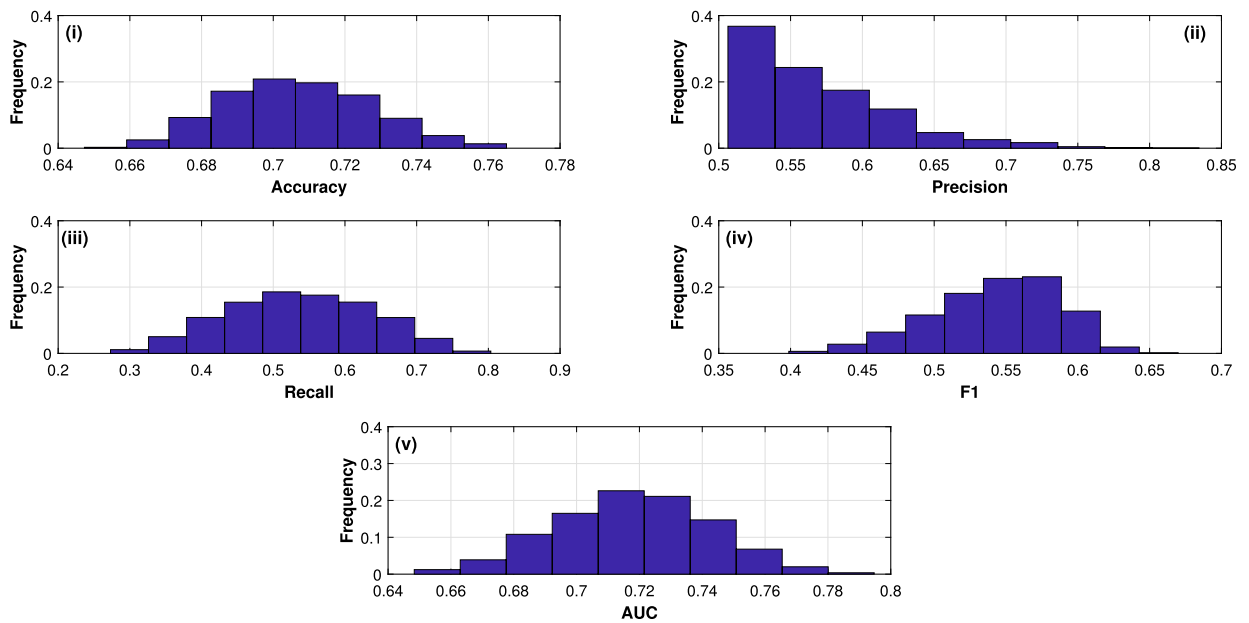 (i)
0.4
0.2
0
Frequency
0.64 0.66 0.68 0.7 0.72 0.74 0.76 0.78
Accuracy
(ii)
0.4
0.2
0
Frequency
0.5 0.55 0.6 0.65 0.7 0.75 0.8 0.85
Precision
(iii)
0.4
0.2
0
Frequency
0.2 0.3 0.4 0.5 0.6 0.7 0.8 0.9
Recall
(iv)
0.4
0.2
0
Frequency
0.35 0.4 0.45 0.5 0.55 0.6 0.65 0.7
F1
(v)
0.4
0.3
0.2
0.1
0
Frequency
0.64 0.66 0.68 0.7 0.72 0.74 0.76 0.78 0.8
AUC